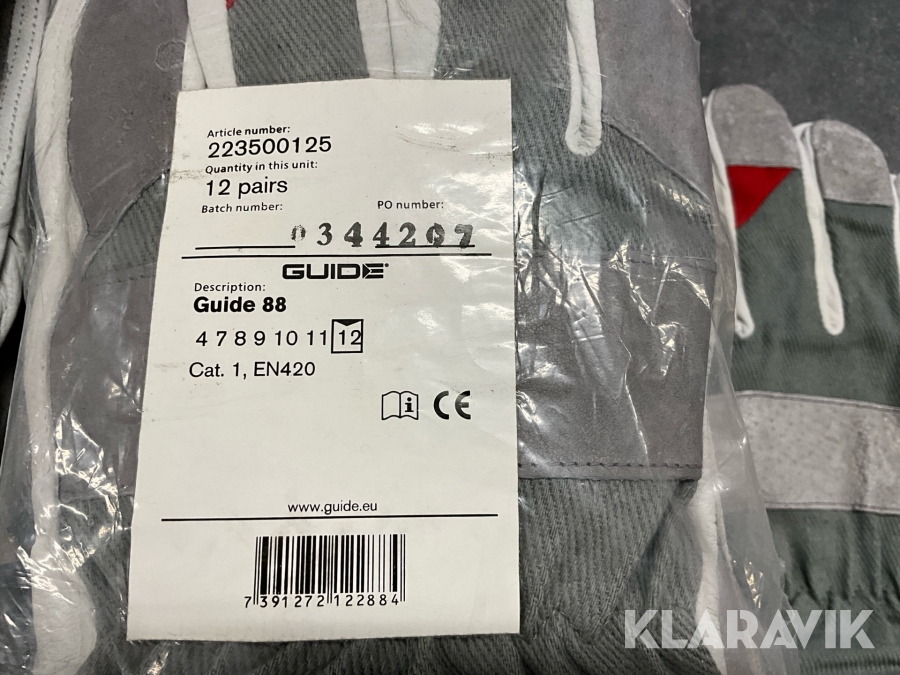 Article number:
223500125
Quantity in this unit:
12 pairs
Batch number: PO number:
0344207
GUIDE
Description:
Guide 88
4 7 8 9 10 11 12
Cat. 1, EN420
i CE
www.guide.eu
7 391272 122884
KLARAVIK